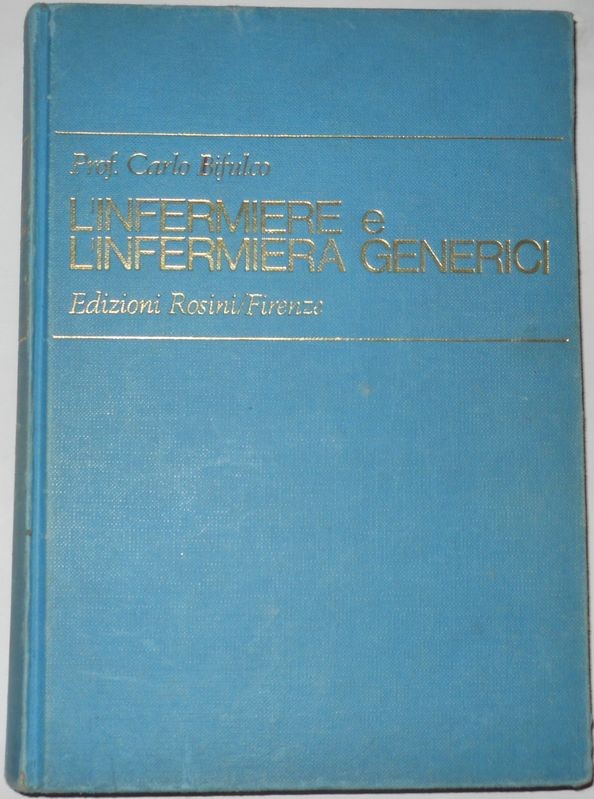 Prof. Carlo Bifulco
L'INFERMIERE e
L'INFERMIERA GENERICI
Edizioni Rosini/Firenze